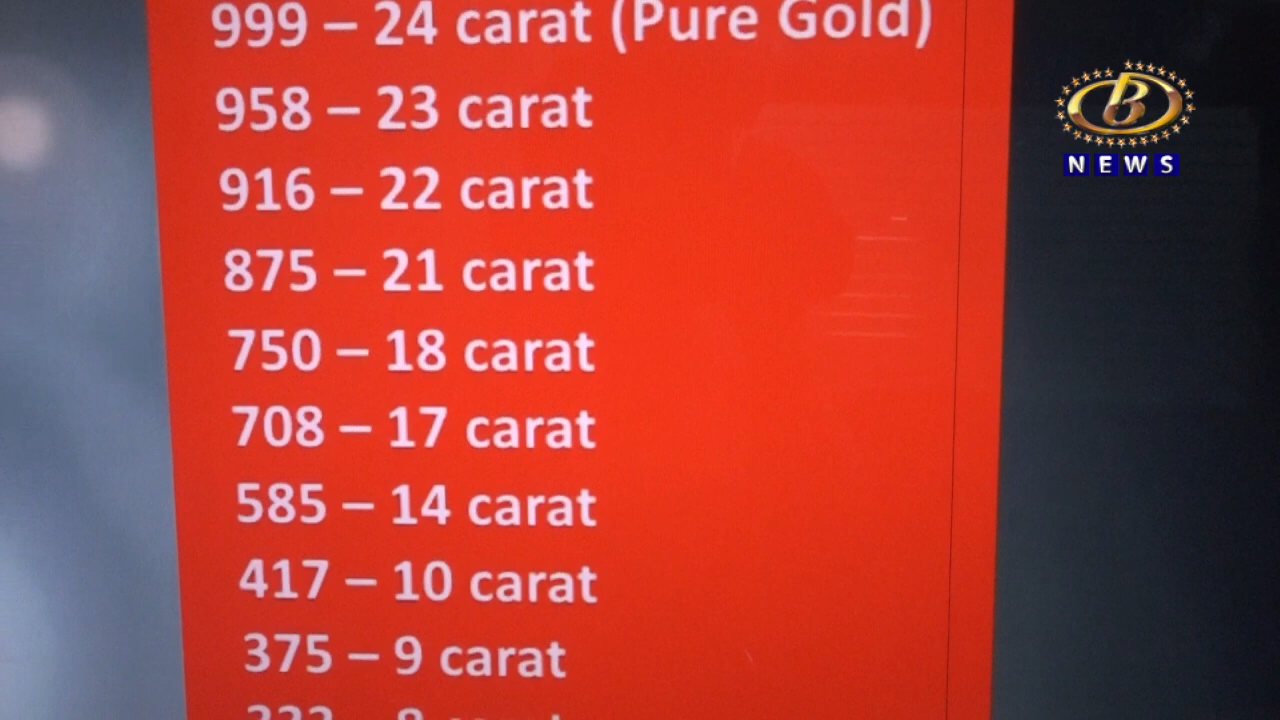 999 – 24 carat (Pure Gold)
958 – 23 carat
916 – 22 carat
875 – 21 carat
750 – 18 carat
708 – 17 carat
585 – 14 carat
417 – 10 carat
375 – 9 carat
B
NEWS